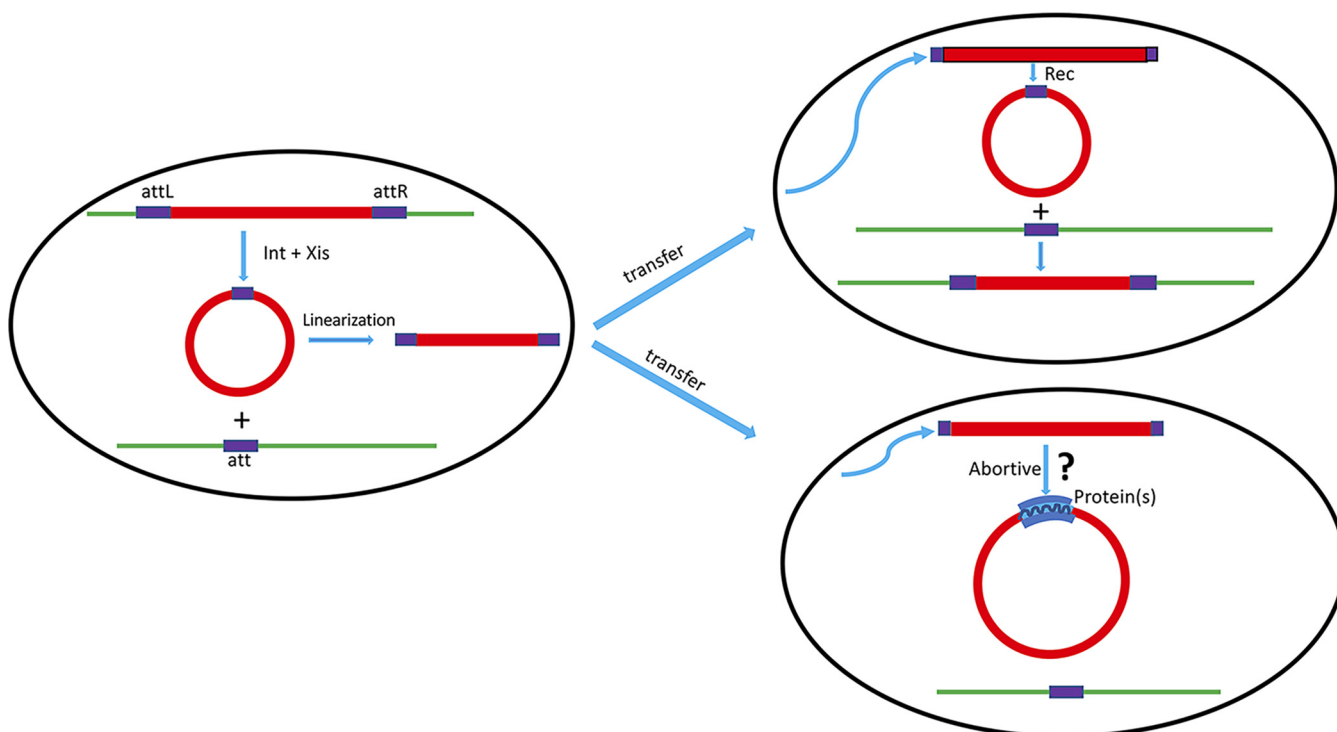 attL
attR
Int + Xis
Linearization
+
att
transfer
transfer
Rec
+
Abortive
?
Protein(s)